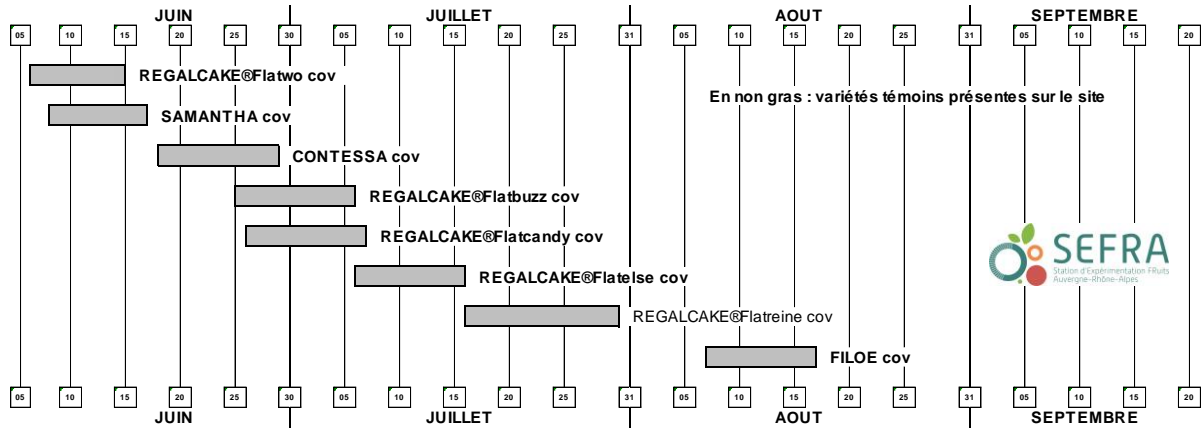 JUIN JUILLET AOUT SEPTEMBRE
05 10 15 20 25 30 05 10 15 20 25 31 05 10 15 20 25 31 05 10 15 20
REGALCAKE®Flatwo cov
En non gras : variétés témoins présentes sur le site
SAMANTHA cov
CONTESSA cov
REGALCAKE®Flatbuzz cov
REGALCAKE®Flatcandy cov
SEFRA
Station d'Expérimentation FRuits
Auvergne-Rhône-Alpes
REGALCAKE®Flatelse cov
REGALCAKE®Flatreine cov
FILOE cov
05 10 15 20 25 30 05 10 15 20 25 31 05 10 15 20 25 31 05 10 15 20
JUIN JUILLET AOUT SEPTEMBRE